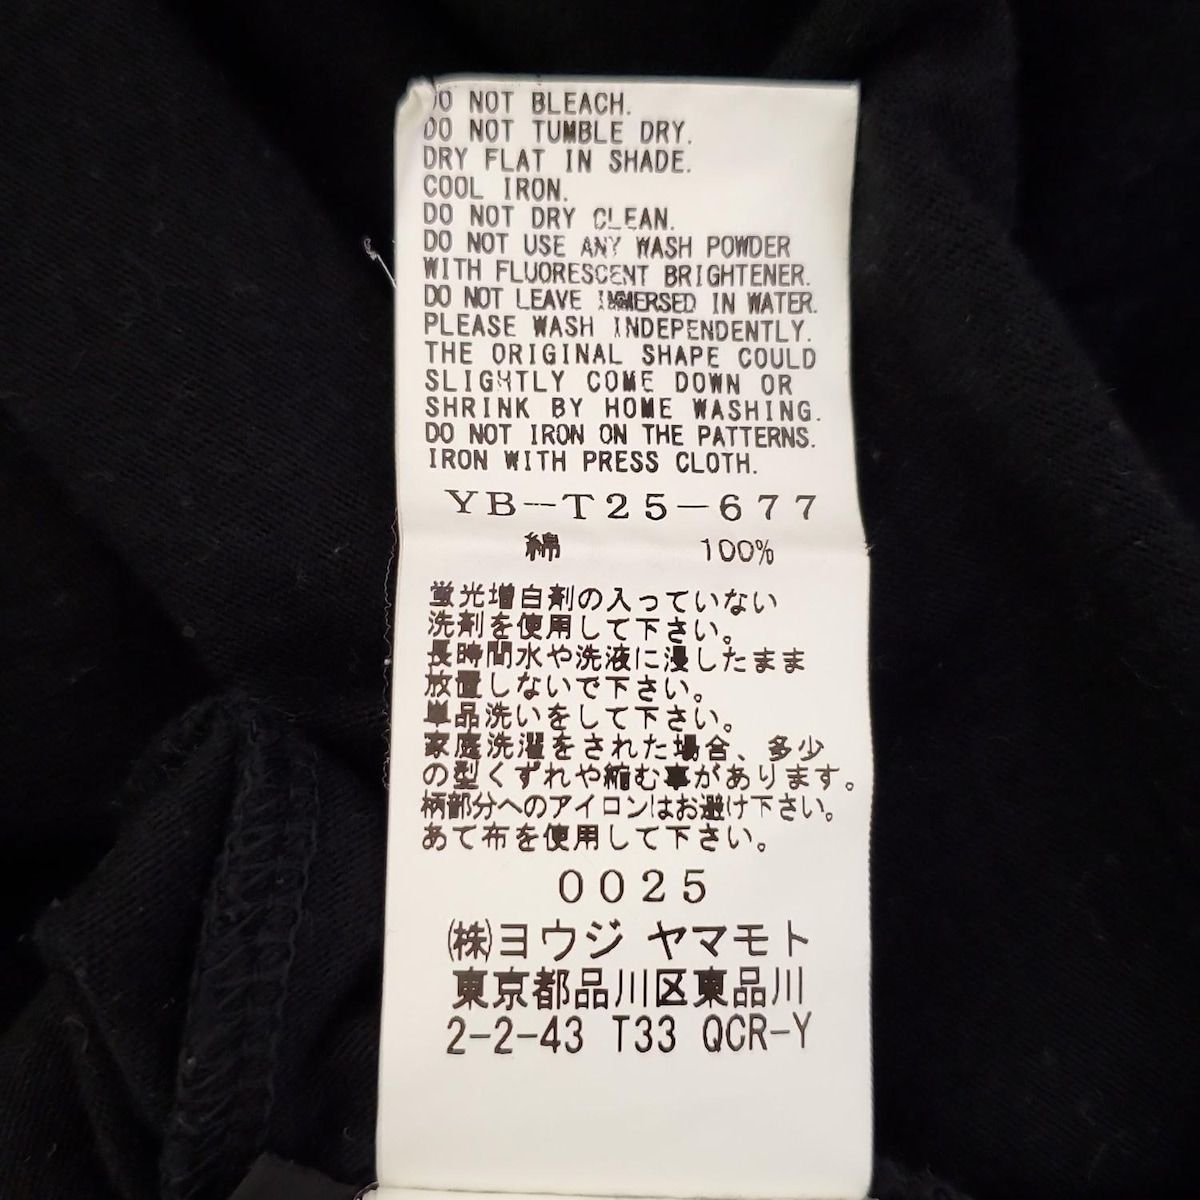 DO NOT BLEACH.
DO NOT TUMBLE DRY.
DRY FLAT IN SHADE.
COOL IRON.
DO NOT DRY CLEAN.
DO NOT USE ANY WASH POWDER
WITH FLUORESCENT BRIGHTENER.
DO NOT LEAVE IMMERSED IN WATER.
PLEASE WASH INDEPENDENTLY.
THE ORIGINAL SHAPE COULD
SLIGHTLY COME DOWN OR
SHRINK BY HOME WASHING.
DO NOT IRON ON THE PATTERNS.
IRON WITH PRESS CLOTH.
YB-T25-677
綿 100%
蛍光増白剤の入っていない
洗剤を使用して下さい。
長時間水や洗液に浸したまま
放置しないで下さい。
単品洗いをして下さい。
家庭洗濯をされた場合、多少
の型くずれや縮む事があります。
柄部分へのアイロンはお避け下さい。
あて布を使用して下さい。
0025
(株)ヨウジ ヤマモト
東京都品川区東品川
2-2-43 T33 QCR-Y